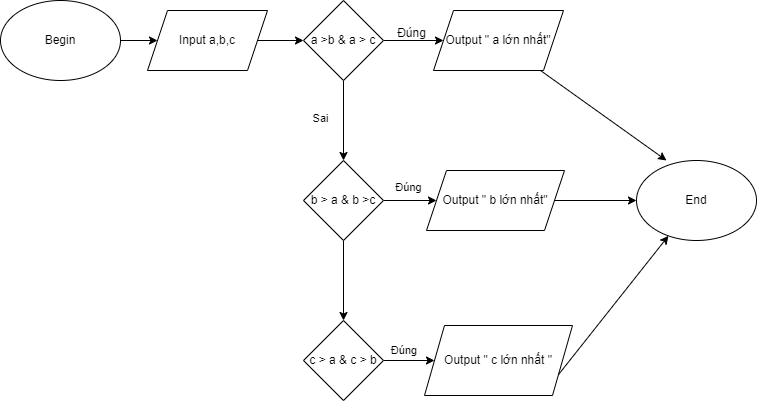 Begin
Input a,b,c
a >b & a > c
Đúng
Output " a lớn nhất"
Sai
b > a & b >c
Đúng
Output " b lớn nhất"
End
c > a & c > b
Đúng
Output " c lớn nhất "